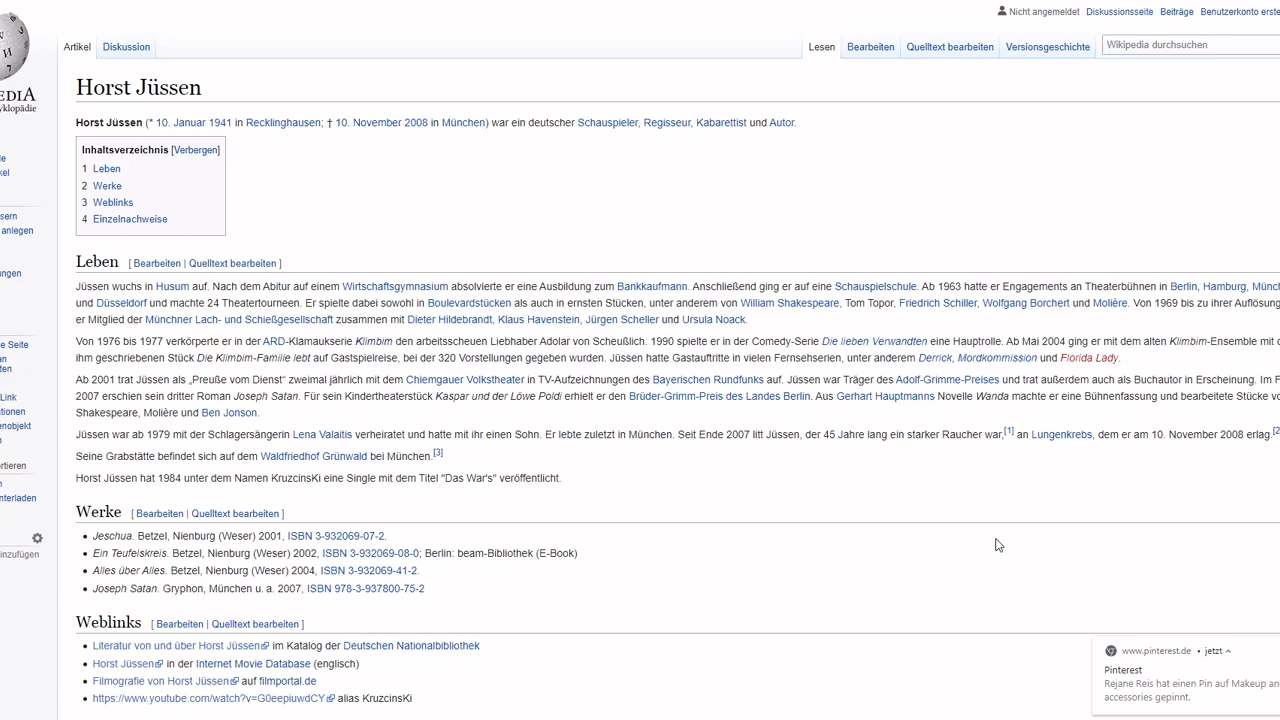 Nicht angemeldet Diskussionsseite Beiträge Benutzerkonto erste
Artikel Diskussion Lesen Bearbeiten Quelltext bearbeiten Versionsgeschichte Wikipedia durchsuchen
W
И
EDIA
yklopädie
Horst Jüssen
Horst Jüssen (* 10. Januar 1941 in Recklinghausen; † 10. November 2008 in München) war ein deutscher Schauspieler, Regisseur, Kabarettist und Autor.
Inhaltsverzeichnis [Verbergen]
1 Leben
2 Werke
3 Weblinks
4 Einzelnachweise
le
kel
sern
anlegen
ngen
e Seite
an
ten
Link
tionen
enobjekt
n
ortieren
n
nterladen
inzufügen
Leben [ Bearbeiten | Quelltext bearbeiten ]
Jüssen wuchs in Husum auf. Nach dem Abitur auf einem Wirtschaftsgymnasium absolvierte er eine Ausbildung zum Bankkaufmann. Anschließend ging er auf eine Schauspielschule. Ab 1963 hatte er Engagements an Theaterbühnen in Berlin, Hamburg, Münc
und Düsseldorf und machte 24 Theatertourneen. Er spielte dabei sowohl in Boulevardstücken als auch in ernsten Stücken, unter anderem von William Shakespeare, Tom Topor, Friedrich Schiller, Wolfgang Borchert und Molière. Von 1969 bis zu ihrer Auflösun
er Mitglied der Münchner Lach- und Schießgesellschaft zusammen mit Dieter Hildebrandt, Klaus Havenstein, Jürgen Scheller und Ursula Noack.
Von 1976 bis 1977 verkörperte er in der ARD-Klamaukserie Klimbim den arbeitsscheuen Liebhaber Adolar von Scheußlich. 1990 spielte er in der Comedy-Serie Die lieben Verwandten eine Hauptrolle. Ab Mai 2004 ging er mit dem alten Klimbim-Ensemble mit d
ihm geschriebenen Stück Die Klimbim-Familie lebt auf Gastspielreise, bei der 320 Vorstellungen gegeben wurden. Jüssen hatte Gastauftritte in vielen Fernsehserien, unter anderem Derrick, Mordkommission und Florida Lady.
Ab 2001 trat Jüssen als „Preuße vom Dienst“ zweimal jährlich mit dem Chiemgauer Volkstheater in TV-Aufzeichnungen des Bayerischen Rundfunks auf. Jüssen war Träger des Adolf-Grimme-Preises und trat außerdem auch als Buchautor in Erscheinung. Im F
2007 erschien sein dritter Roman Joseph Satan. Für sein Kindertheaterstück Kaspar und der Löwe Poldi erhielt er den Brüder-Grimm-Preis des Landes Berlin. Aus Gerhart Hauptmanns Novelle Wanda machte er eine Bühnenfassung und bearbeitete Stücke vo
Shakespeare, Molière und Ben Jonson.
Jüssen war ab 1979 mit der Schlagersängerin Lena Valaitis verheiratet und hatte mit ihr einen Sohn. Er lebte zuletzt in München. Seit Ende 2007 litt Jüssen, der 45 Jahre lang ein starker Raucher war,[1] an Lungenkrebs, dem er am 10. November 2008 erlag.[2
Seine Grabstätte befindet sich auf dem Waldfriedhof Grünwald bei München.[3]
Horst Jüssen hat 1984 unter dem Namen KruzcinsKi eine Single mit dem Titel "Das War's" veröffentlicht.
Werke [ Bearbeiten | Quelltext bearbeiten ]
• Jeschua. Betzel, Nienburg (Weser) 2001, ISBN 3-932069-07-2.
• Ein Teufelskreis. Betzel, Nienburg (Weser) 2002, ISBN 3-932069-08-0; Berlin: beam-Bibliothek (E-Book)
• Alles über Alles. Betzel, Nienburg (Weser) 2004, ISBN 3-932069-41-2.
• Joseph Satan. Gryphon, München u. a. 2007, ISBN 978-3-937800-75-2
Weblinks [ Bearbeiten | Quelltext bearbeiten ]
• Literatur von und über Horst Jüssen im Katalog der Deutschen Nationalbibliothek
• Horst Jüssen in der Internet Movie Database (englisch)
• Filmografie von Horst Jüssen auf filmportal.de
• https://www.youtube.com/watch?v=G0eepiuwdCY alias KruzcinsKi
www.pinterest.de • jetzt
Pinterest
Rejane Reis hat einen Pin auf Makeup an
accessories gepinnt.